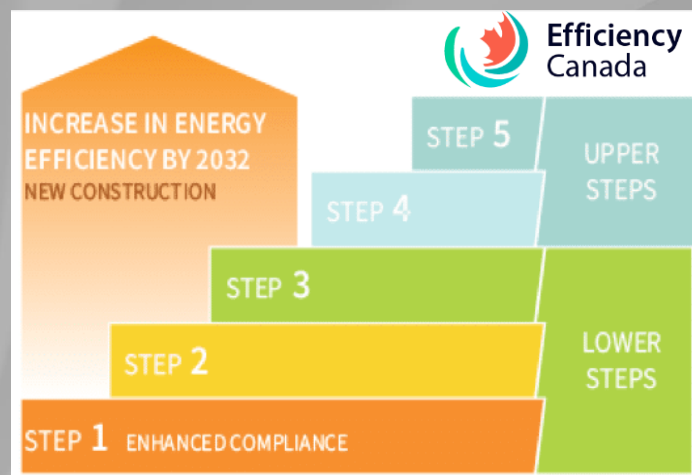 Efficiency
Canada
INCREASE IN ENERGY
EFFICIENCY BY 2032
NEW CONSTRUCTION
STEP 5
UPPER
STEPS
STEP 4
STEP 3
LOWER
STEPS
STEP 2
STEP 1 ENHANCED COMPLIANCE